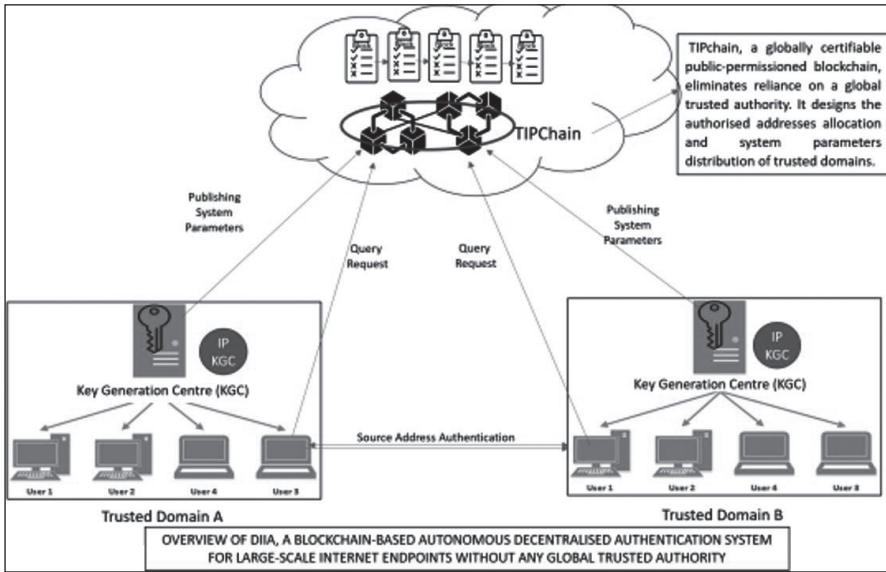 TIPChain
TIPchain, a globally certifiable
public-permissioned blockchain,
eliminates reliance on a global
trusted authority. It designs the
authorised addresses allocation
and system parameters
distribution of trusted domains.
Publishing
System
Parameters
Query
Request
Query
Request
Publishing
System
Parameters
IP
KGC
Key Generation Centre (KGC)
User 1
User 2
User 4
User 3
Trusted Domain A
Source Address Authentication
IP
KGC
Key Generation Centre (KGC)
User 1
User 2
User 4
User 3
Trusted Domain B
OVERVIEW OF DIIA, A BLOCKCHAIN-BASED AUTONOMOUS DECENTRALISED AUTHENTICATION SYSTEM
FOR LARGE-SCALE INTERNET ENDPOINTS WITHOUT ANY GLOBAL TRUSTED AUTHORITY